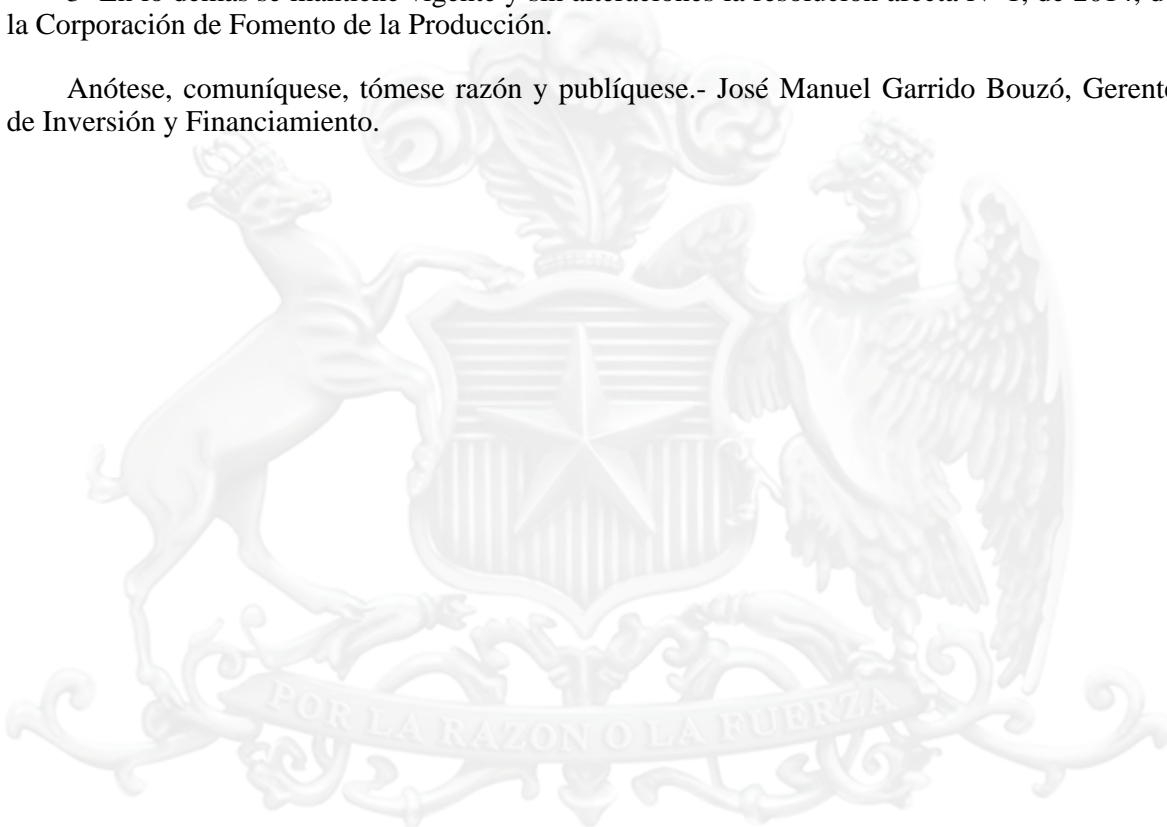 la Corporación de Fomento de la Producción.
Anótese, comuníquese, tómese razón y publíquese.- José Manuel Garrido Bouzó, Gerente
de Inversión y Financiamiento.
POR LA RAZON O LA FUERZA